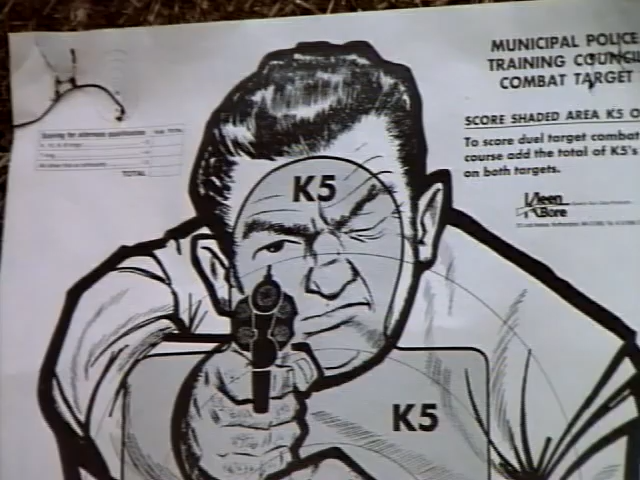 MUNICIPAL POLICE
TRAINING COUNCIL
COMBAT TARGET
SCORE SHADED AREA K5 O
To score duel target combat
course add the total of K5's
on both targets.
Kleen
Bore
TOTAL
K5
K5